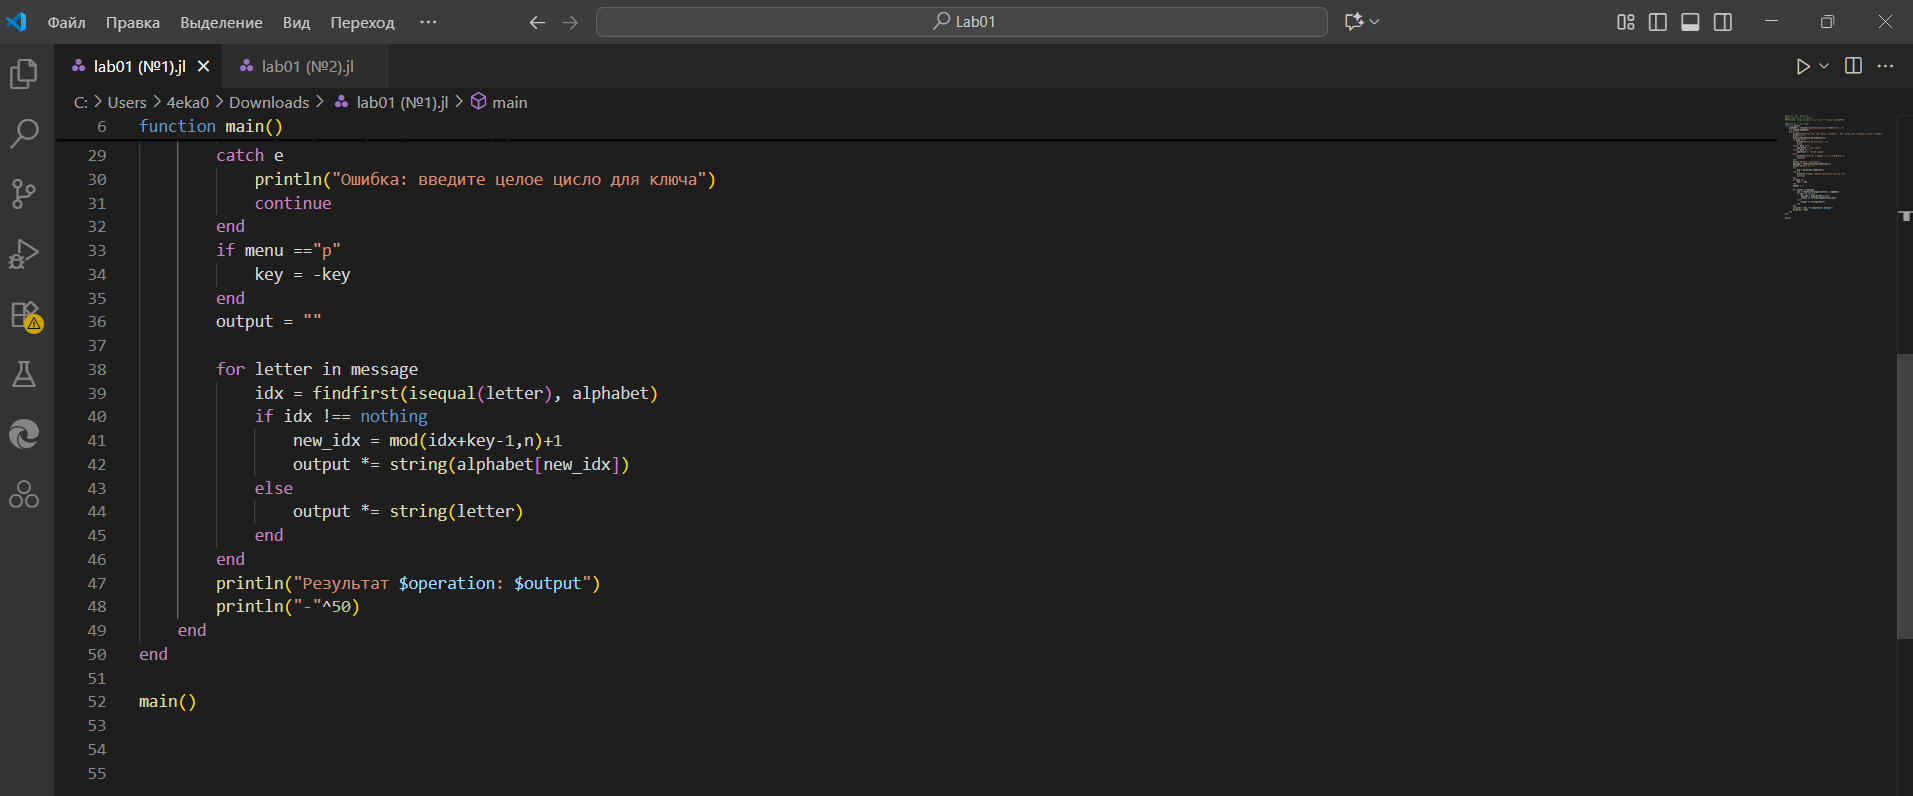 Файл Правка Выделение Вид Переход ··· Lab01
lab01 (№1).jl lab01 (№2).jl
C: > Users > 4eka0 > Downloads > lab01 (№1).jl > main
6 function main()
29 catch e
30 println("Ошибка: введите целое цисло для ключа")
31 continue
32 end
33 if menu =="р"
34 key = -key
35 end
36 output = ""
37
38 for letter in message
39 idx = findfirst(isequal(letter), alphabet)
40 if idx !== nothing
41 new_idx = mod(idx+key-1,n)+1
42 output *= string(alphabet[new_idx])
43 else
44 output *= string(letter)
45 end
46 end
47 println("Результат $operation: $output")
48 println("-"^50)
49 end
50 end
51
52 main()
53
54
55